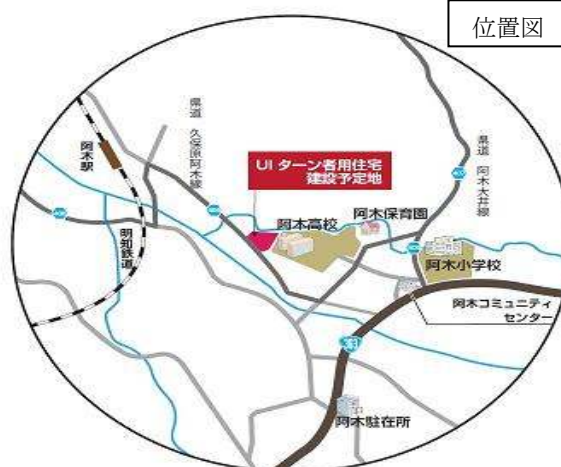 位置図
県道 久保原阿木線
県道 阿木大井線
阿木駅
UIターン者用住宅
建設予定地
阿木高校
阿木保育園
明知鉄道
阿木小学校
阿木コミュニティ
センター
363
阿木駐在所